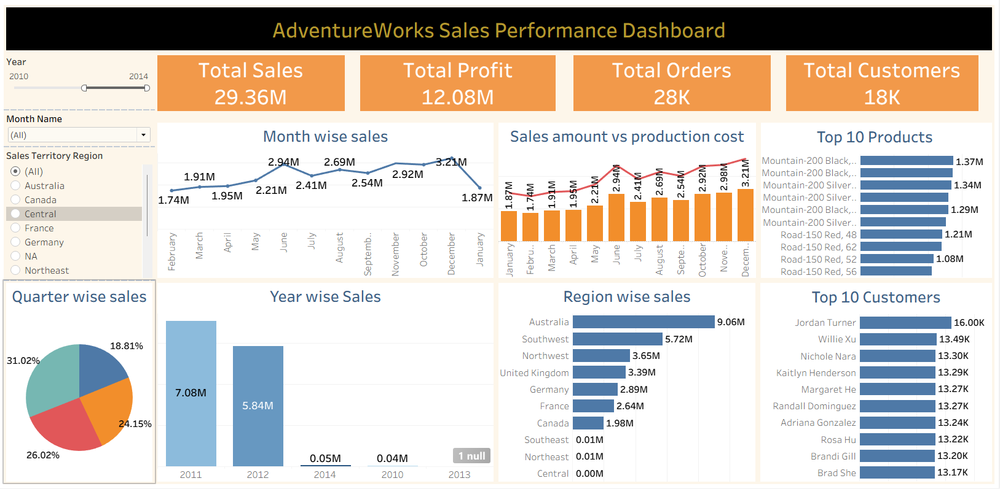 AdventureWorks Sales Performance Dashboard
Year
2010 2014
Total Sales
29.36M
Total Profit
12.08M
Total Orders
28K
Total Customers
18K
Month Name
(All)
Sales Territory Region
(All)
Australia
Canada
Central
France
Germany
NA
Northeast
Month wise sales
1.74M
1.91M
1.95M
2.21M
2.94M
2.41M
2.69M
2.54M
2.92M
3.21M
1.87M
February
March
April
May
June
July
August
Septemb..
November
October
December
January
Sales amount vs production cost
1.87M
1.74M
1.91M
1.95M
2.21M
2.94M
2.41M
2.69M
2.54M
2.92M
2.98M
3.21M
January
Febru..
March
April
May
June
July
August
Septe..
October
Nove..
Decem..
Top 10 Products
Mountain-200 Black,.. 1.37M
Mountain-200 Black,..
Mountain-200 Silver.. 1.34M
Mountain-200 Silver..
Mountain-200 Black,.. 1.29M
Mountain-200 Silver..
Road-150 Red, 48 1.21M
Road-150 Red, 62
Road-150 Red, 52 1.08M
Road-150 Red, 56
Quarter wise sales
18.81%
31.02%
24.15%
26.02%
Year wise Sales
7.08M
5.84M
0.05M
0.04M
1 null
2011
2012
2014
2010
2013
Region wise sales
Australia 9.06M
Southwest 5.72M
Northwest 3.65M
United Kingdom 3.39M
Germany 2.89M
France 2.64M
Canada 1.98M
Southeast 0.01M
Northeast 0.01M
Central 0.00M
Top 10 Customers
Jordan Turner 16.00K
Willie Xu 13.49K
Nichole Nara 13.30K
Kaitlyn Henderson 13.29K
Margaret He 13.27K
Randall Dominguez 13.27K
Adriana Gonzalez 13.24K
Rosa Hu 13.22K
Brandi Gill 13.20K
Brad She 13.17K